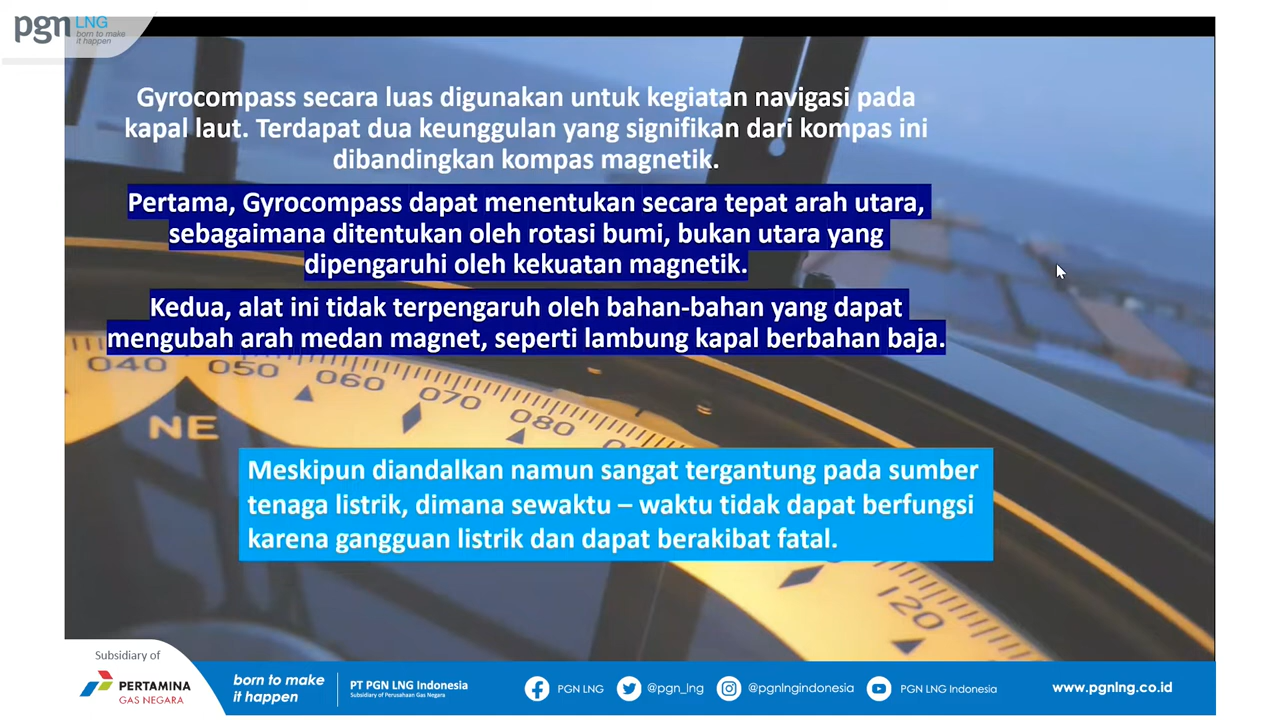 pgn LNG
born to make
it happen
Gyrocompass secara luas digunakan untuk kegiatan navigasi pada
kapal laut. Terdapat dua keunggulan yang signifikan dari kompas ini
dibandingkan kompas magnetik.
Pertama, Gyrocompass dapat menentukan secara tepat arah utara,
sebagaimana ditentukan oleh rotasi bumi, bukan utara yang
dipengaruhi oleh kekuatan magnetik.
Kedua, alat ini tidak terpengaruh oleh bahan-bahan yang dapat
mengubah arah medan magnet, seperti lambung kapal berbahan baja.
040 050 060 070 080
NE
Meskipun diandalkan namun sangat tergantung pada sumber
tenaga listrik, dimana sewaktu – waktu tidak dapat berfungsi
karena gangguan listrik dan dapat berakibat fatal.
120
Subsidiary of
PERTAMINA
GAS NEGARA
born to make
it happen
PT PGN LNG Indonesia
Subsidiary of Perusahaan Gas Negara
PGN LNG
@pgn_lng
@pgnlngindonesia
PGN LNG Indonesia
www.pgnlng.co.id